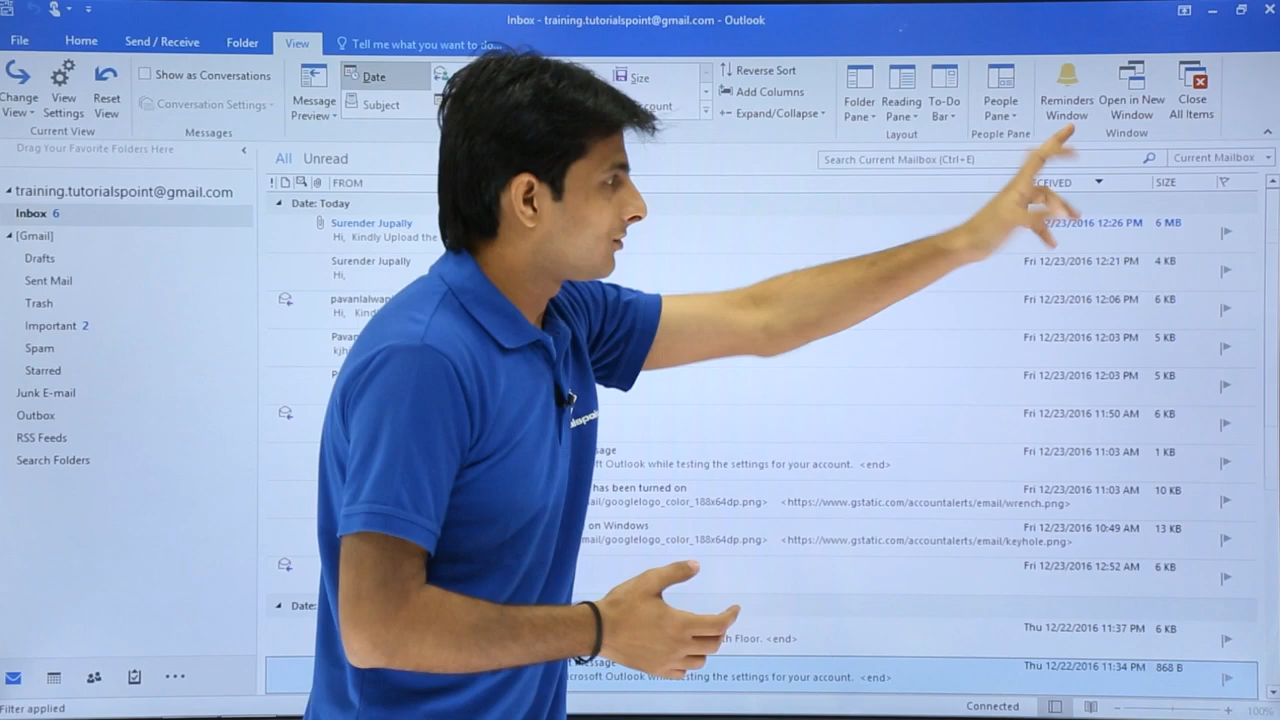 Inbox - training.tutorialspoint@gmail.com - Outlook
File Home Send / Receive Folder View Tell me what you want to do...
Change View View Settings Reset View
Current View
Show as Conversations
Conversation Settings
Messages
Message Preview
Date
Subject
Size
Reverse Sort
Add Columns
Expand/Collapse
Folder Pane Reading Pane To-Do Bar
Layout
People Pane
People Pane
Reminders Window Open in New Window Close All Items
Window
Drag Your Favorite Folders Here
training.tutorialspoint@gmail.com
Inbox 6
[Gmail]
Drafts
Sent Mail
Trash
Important 2
Spam
Starred
Junk E-mail
Outbox
RSS Feeds
Search Folders
All Unread
Search Current Mailbox (Ctrl+E) Current Mailbox
FROM SIZE
Date: Today
Surender Jupally 12/23/2016 12:26 PM 6 MB
Hi, Kindly Upload the
Surender Jupally Fri 12/23/2016 12:21 PM 4 KB
Hi,
Fri 12/23/2016 12:06 PM 6 KB
Hi,
Fri 12/23/2016 12:03 PM 5 KB
Fri 12/23/2016 12:03 PM 5 KB
Fri 12/23/2016 11:50 AM 6 KB
Fri 12/23/2016 11:03 AM 1 KB
Outlook while testing the settings for your account. <end>
has been turned on Fri 12/23/2016 11:03 AM 10 KB
ail/googlelogo_color_188x64dp.png> <https://www.gstatic.com/accountalerts/email/wrench.png>
on Windows Fri 12/23/2016 10:49 AM 13 KB
mail/googlelogo_color_188x64dp.png> <https://www.gstatic.com/accountalerts/email/keyhole.png>
Fri 12/23/2016 12:52 AM 6 KB
Date:
Thu 12/22/2016 11:37 PM 6 KB
Floor. <end>
Thu 12/22/2016 11:34 PM 868 B
Outlook while testing the settings for your account. <end>
Filter applied Connected 100%